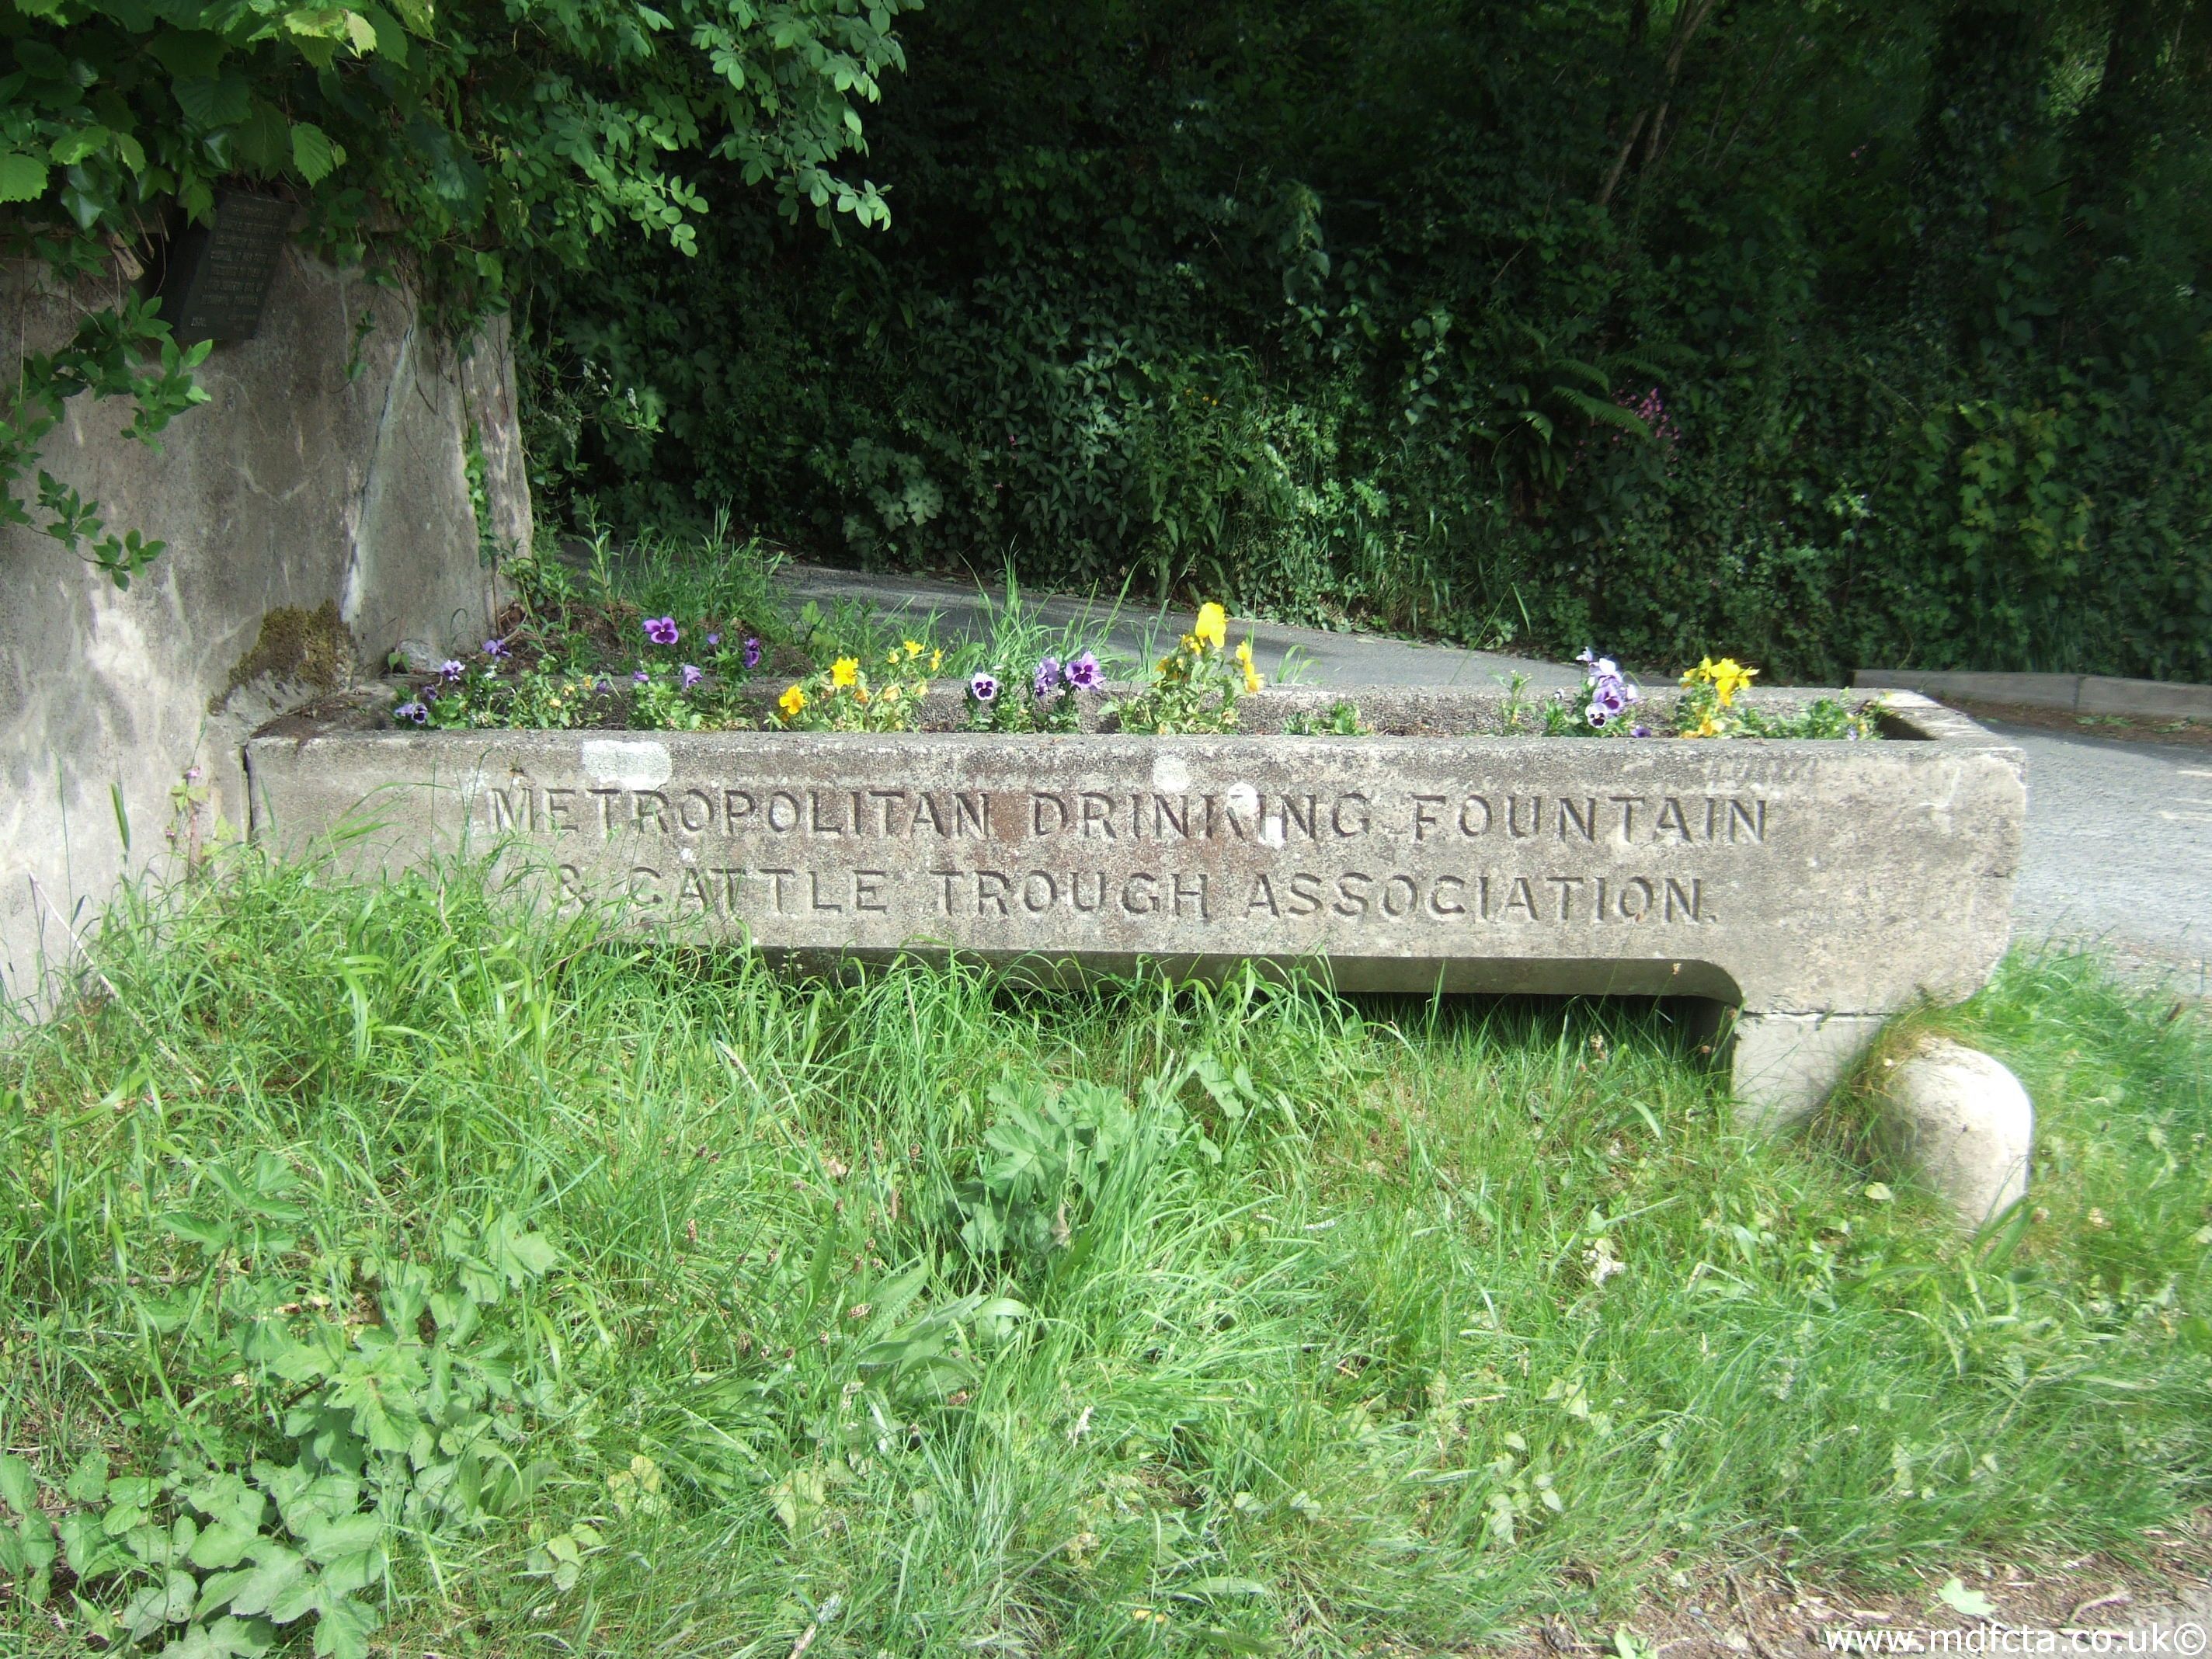 METROPOLITAN DRINKING FOUNTAIN
& CATTLE TROUGH ASSOCIATION.
www.mdfcta.co.uk©